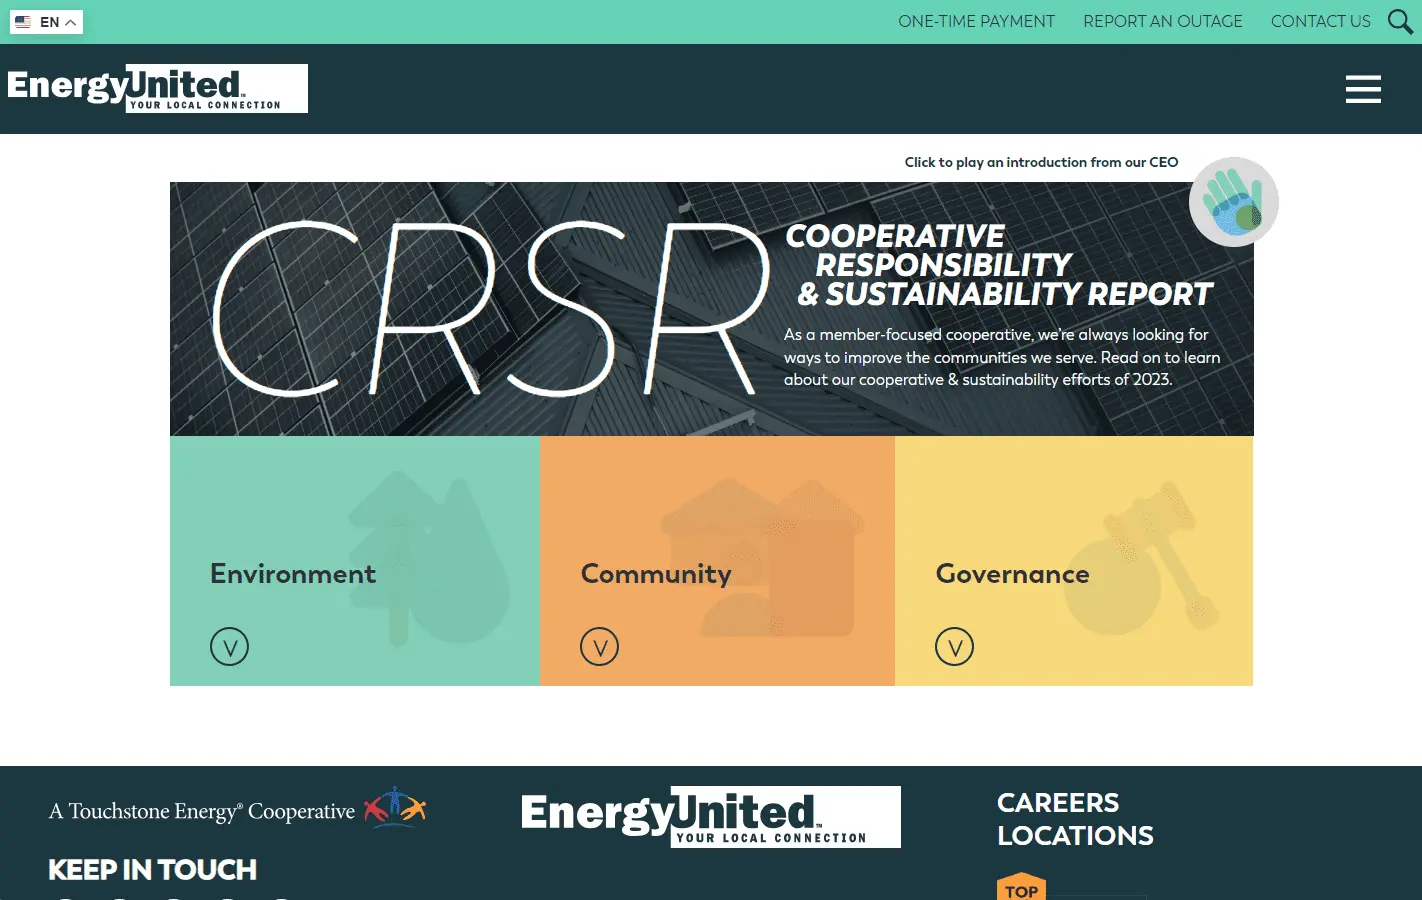 EN
ONE-TIME PAYMENT
REPORT AN OUTAGE
CONTACT US
EnergyUnited™
YOUR LOCAL CONNECTION
Click to play an introduction from our CEO
CRSR
COOPERATIVE
RESPONSIBILITY
& SUSTAINABILITY REPORT
As a member-focused cooperative, we're always looking for
ways to improve the communities we serve. Read on to learn
about our cooperative & sustainability efforts of 2023.
Environment
Community
Governance
A Touchstone Energy® Cooperative
EnergyUnited™
YOUR LOCAL CONNECTION
CAREERS
LOCATIONS
KEEP IN TOUCH
TOP